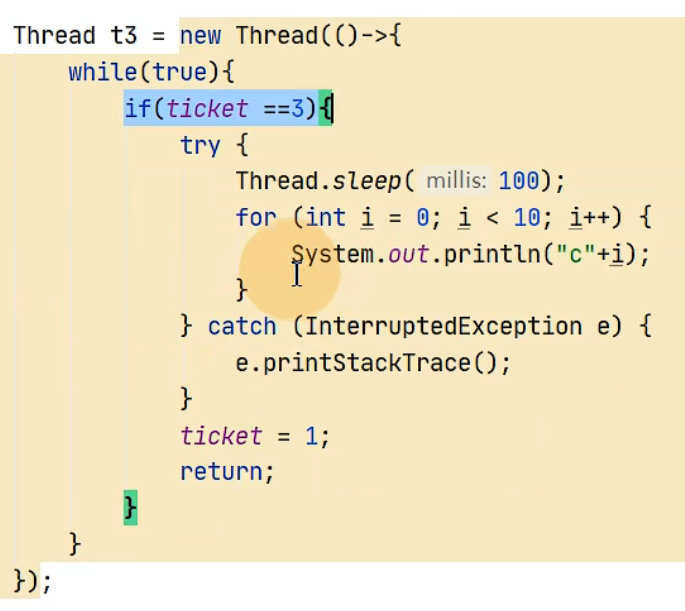 Thread t3 = new Thread(()->{
while(true){
if(ticket ==3){
try {
Thread.sleep( millis: 100);
for (int i = 0; i < 10; i++) {
System.out.println("c"+i);
}
} catch (InterruptedException e) {
e.printStackTrace();
}
ticket = 1;
return;
}
}
});